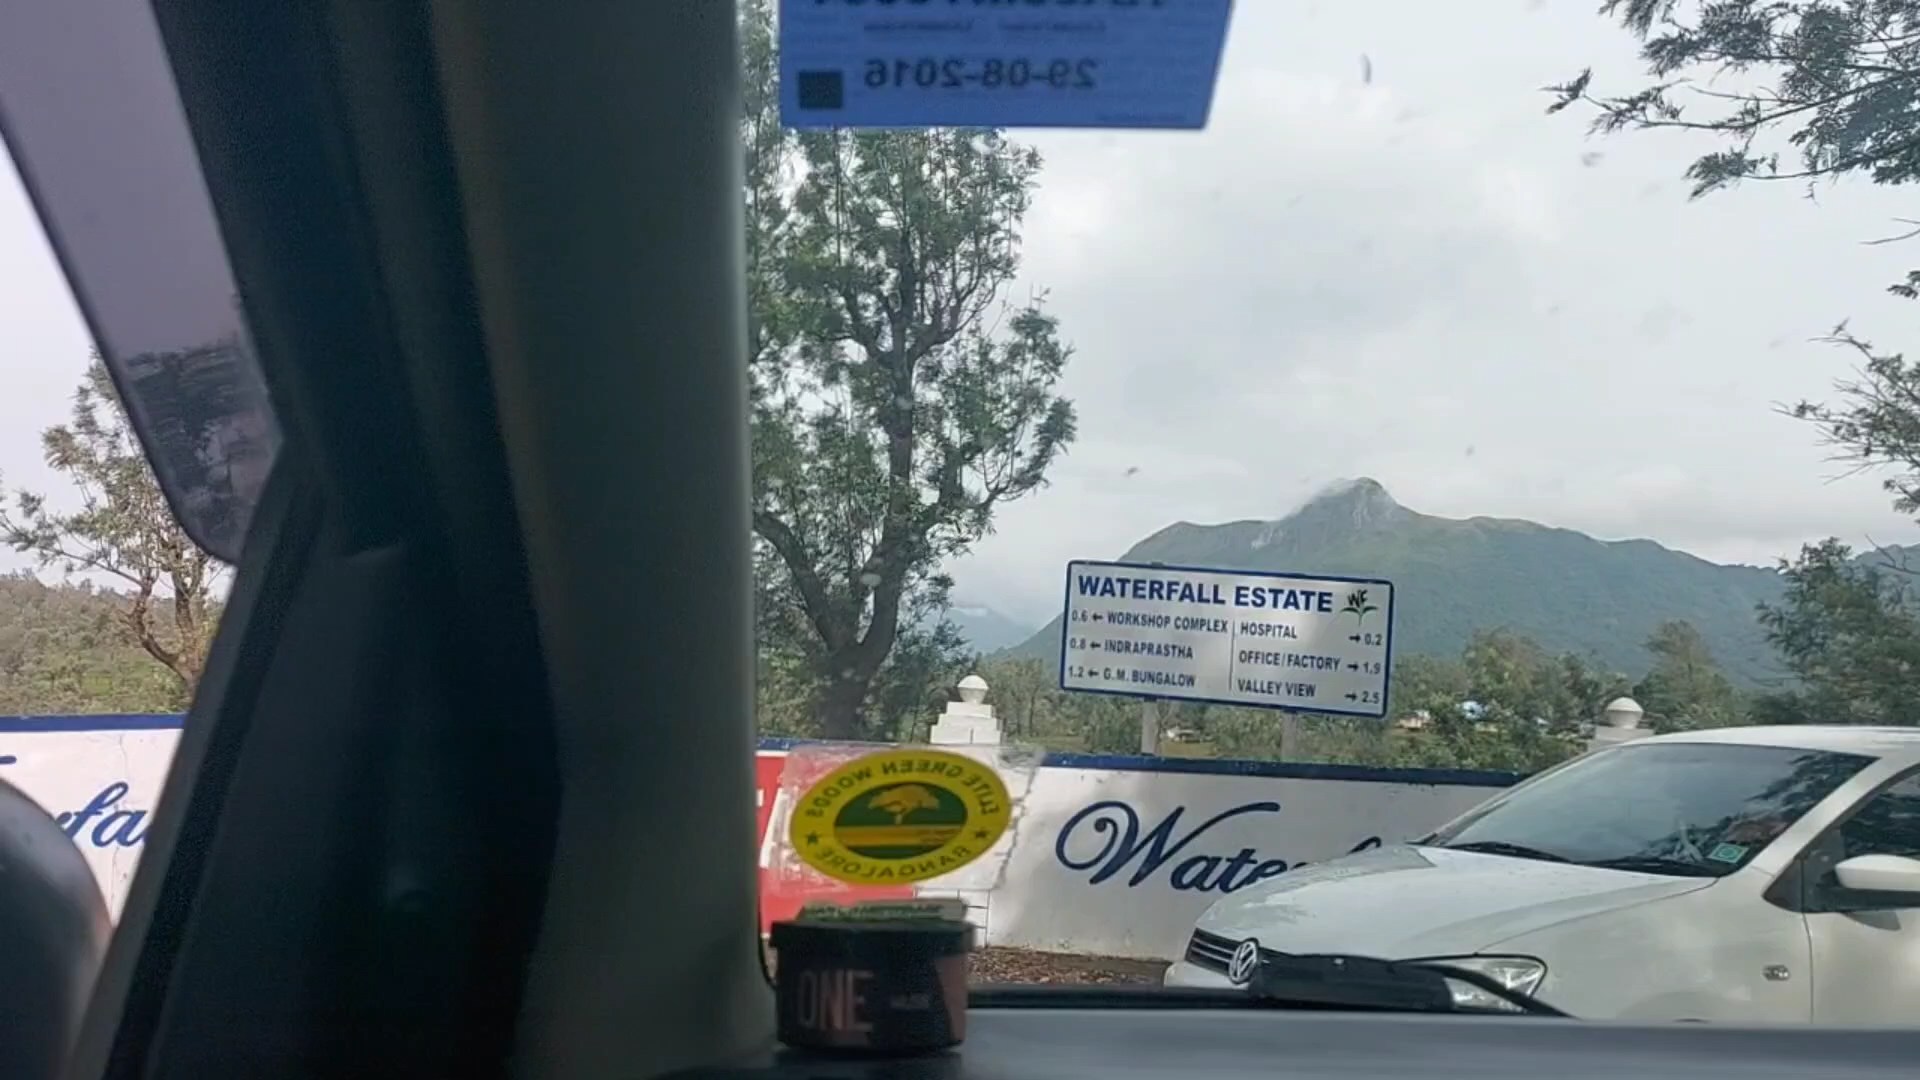 29-08-2016
WATERFALL ESTATE WF
0.6 ← WORKSHOP COMPLEX
0.8 ← INDRAPRASTHA
1.2 ← G.M. BUNGALOW
HOSPITAL → 0.2
OFFICE/FACTORY → 1.9
VALLEY VIEW → 2.5
ELITE GREEN WOODS
BANGALORE
ONE